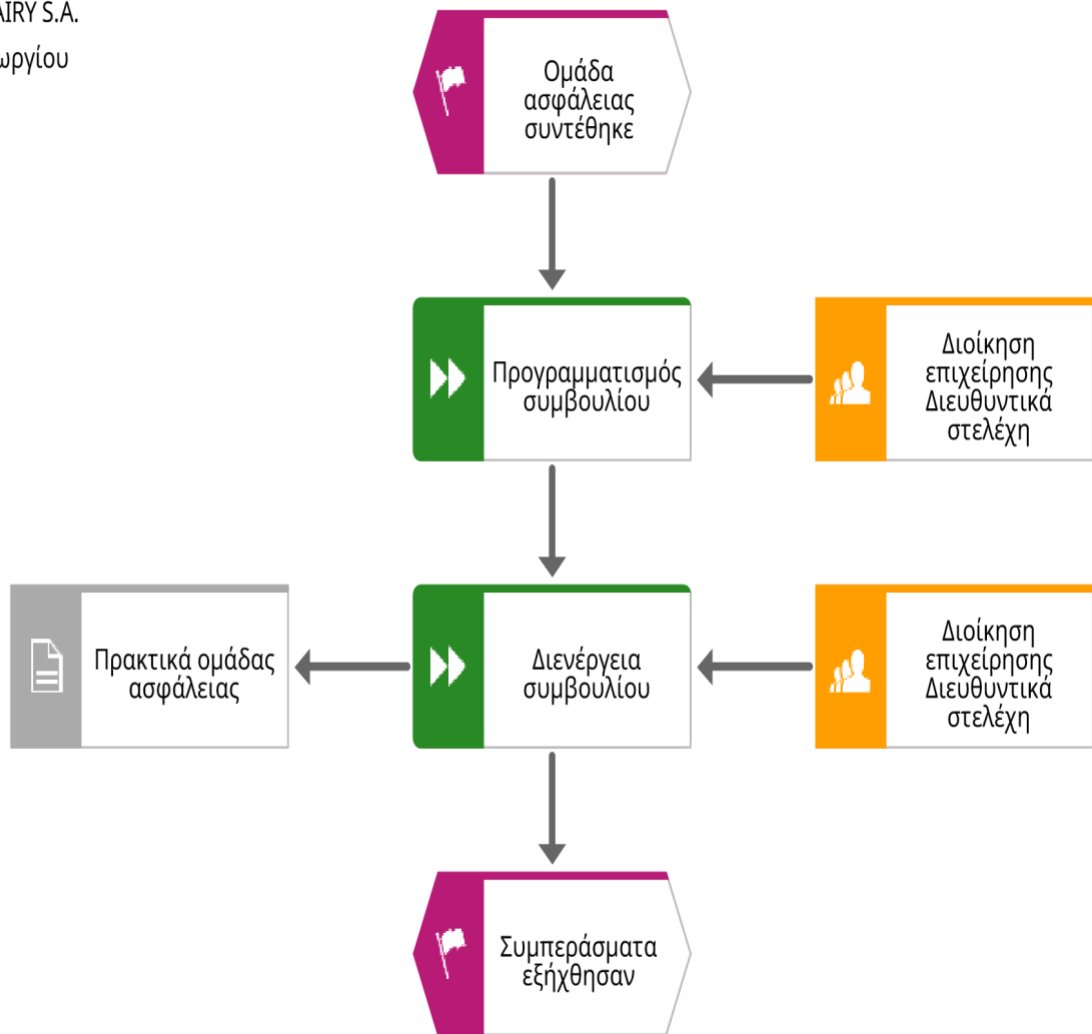 AIRY S.A.
ωργίου
Ομάδα
ασφάλειας
συντέθηκε
Προγραμματισμός
συμβουλίου
Διοίκηση
επιχείρησης
Διευθυντικά
στελέχη
Πρακτικά ομάδας
ασφάλειας
Διενέργεια
συμβουλίου
Διοίκηση
επιχείρησης
Διευθυντικά
στελέχη
Συμπεράσματα
εξήχθησαν